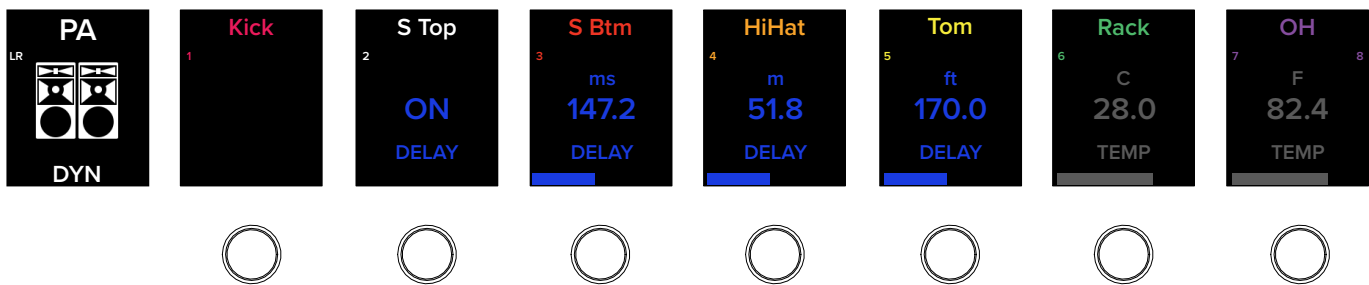 PA
LR
DYN
Kick
1
S Top
2
ON
DELAY
S Btm
3
ms
147.2
DELAY
HiHat
4
m
51.8
DELAY
Tom
5
ft
170.0
DELAY
Rack
6
C
28.0
TEMP
OH
7 8
F
82.4
TEMP